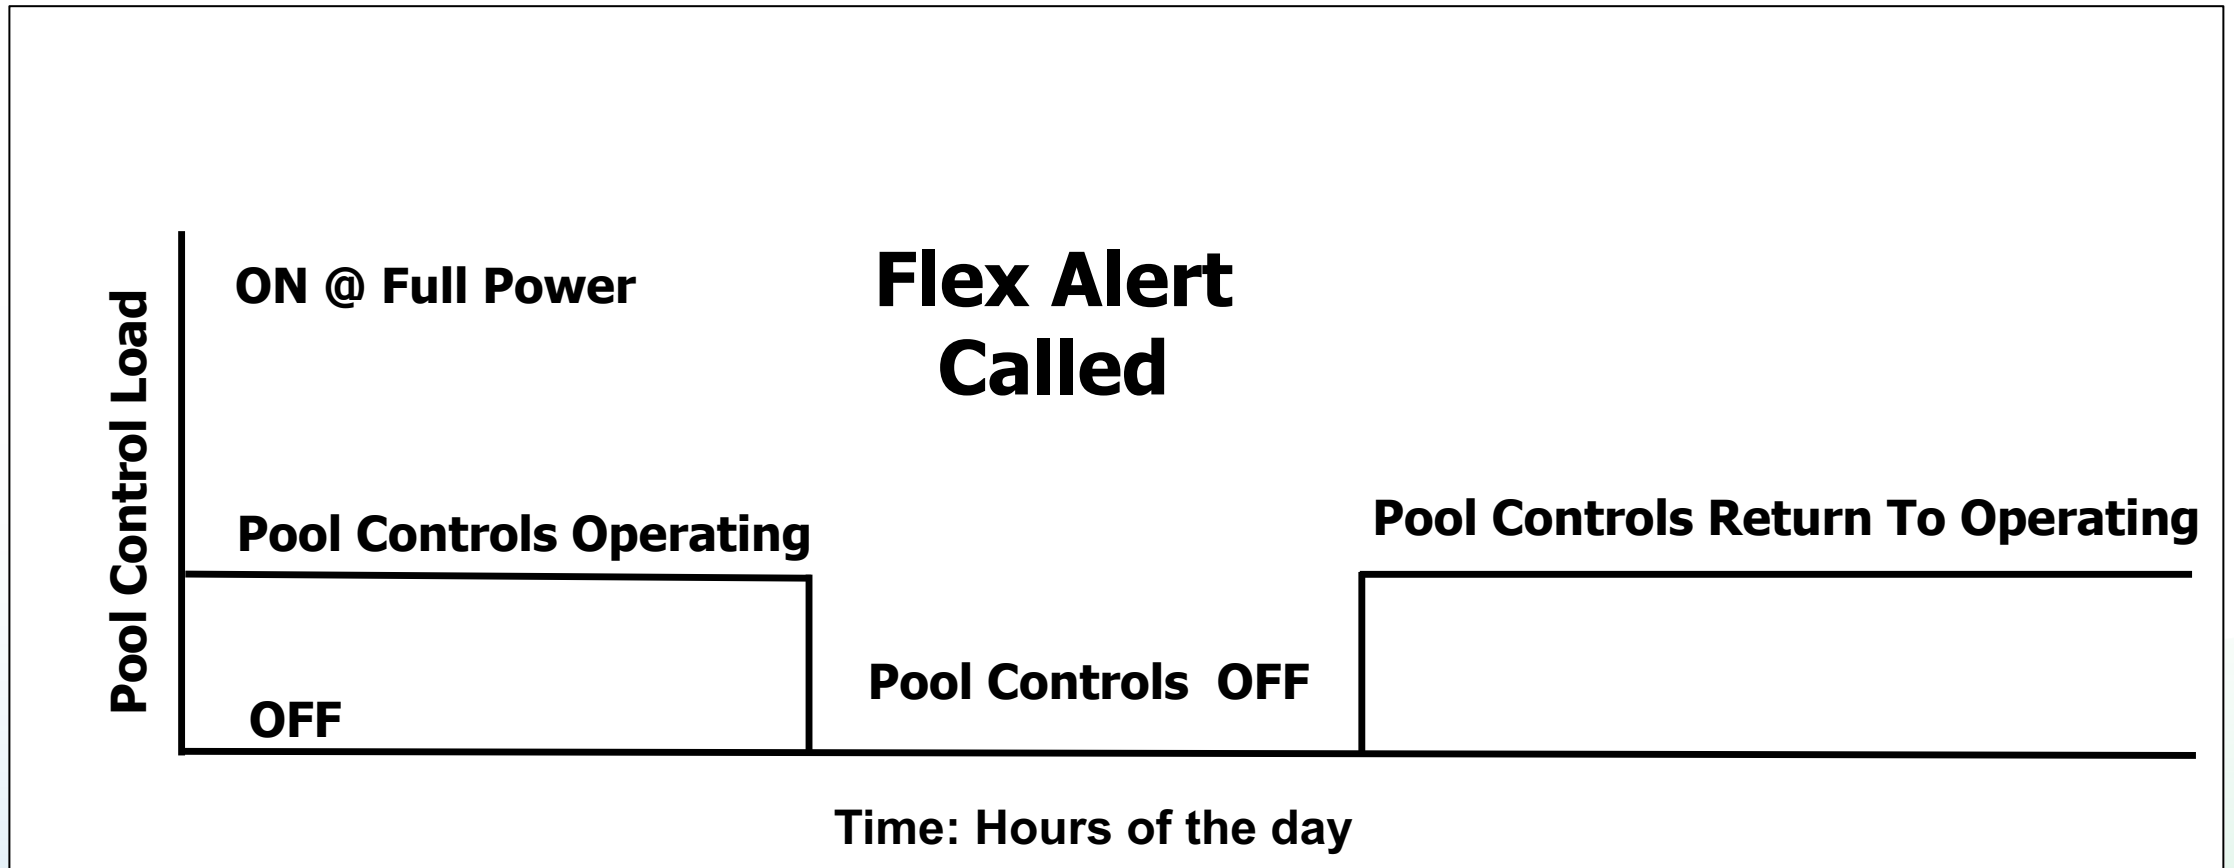 ON @ Full Power
Flex Alert
Called
Pool Control Load
Pool Controls Operating
Pool Controls Return To Operating
Pool Controls  OFF
OFF
Time: Hours of the day